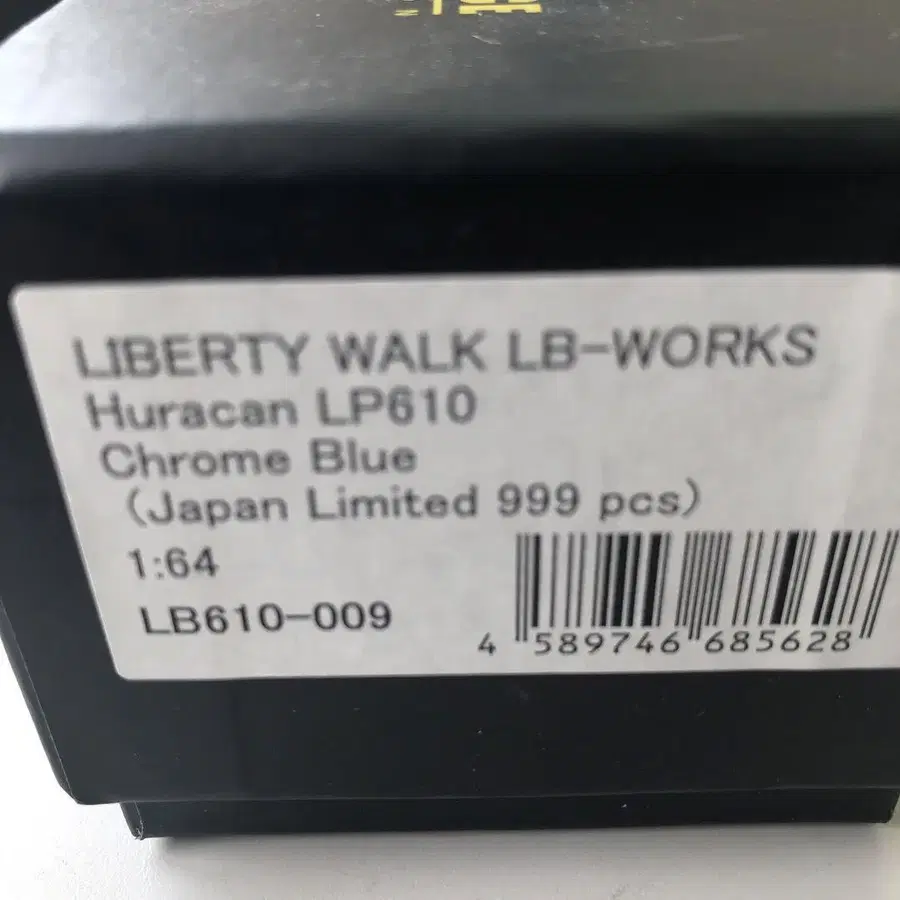 LIBERTY WALK LB-WORKS
Huracan LP610
Chrome Blue
(Japan Limited 999 pcs)
1:64
LB610-009
4 589746 685628